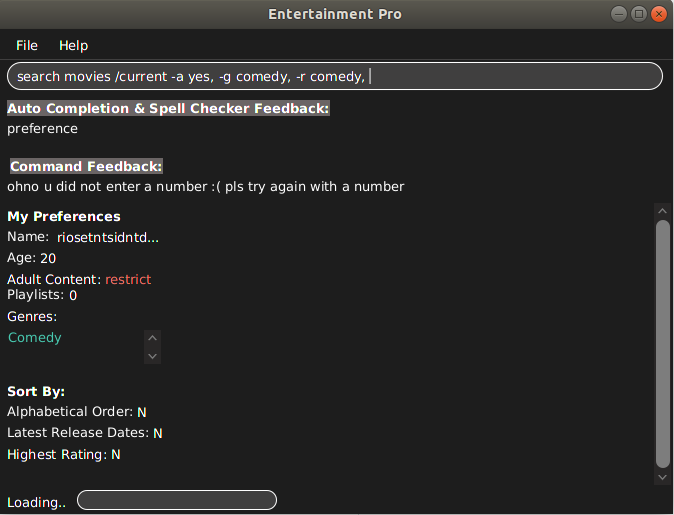 Entertainment Pro
File Help
search movies /current -a yes, -g comedy, -r comedy,
Auto Completion & Spell Checker Feedback:
preference
Command Feedback:
ohno u did not enter a number :( pls try again with a number
My Preferences
Name: riosetntsidntd...
Age: 20
Adult Content: restrict
Playlists: 0
Genres:
Comedy
Sort By:
Alphabetical Order: N
Latest Release Dates: N
Highest Rating: N
Loading..